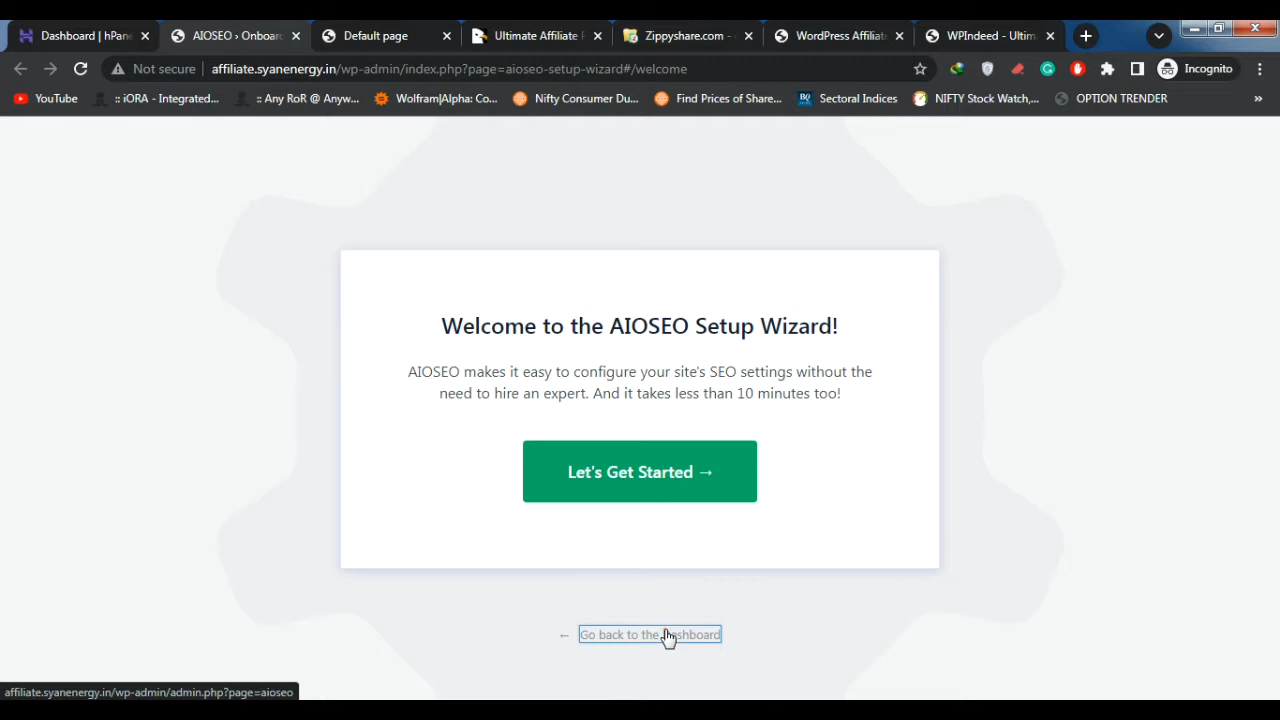 Dashboard | hPane
AIOSEO › Onboar
Default page
Ultimate Affiliate P
Zippyshare.com -
WordPress Affiliate
WPIndeed - Ultim
Not secure
affiliate.syanenergy.in/wp-admin/index.php?page=aioseo-setup-wizard#/welcome
Incognito
YouTube
:: iORA - Integrated...
:: Any RoR @ Anyw...
Wolfram|Alpha: Co...
Nifty Consumer Du...
Find Prices of Share...
BQ
Sectoral Indices
NIFTY Stock Watch,...
OPTION TRENDER
»
Welcome to the AIOSEO Setup Wizard!
AIOSEO makes it easy to configure your site's SEO settings without the
need to hire an expert. And it takes less than 10 minutes too!
Let's Get Started →
← Go back to the Dashboard
affiliate.syanenergy.in/wp-admin/admin.php?page=aioseo